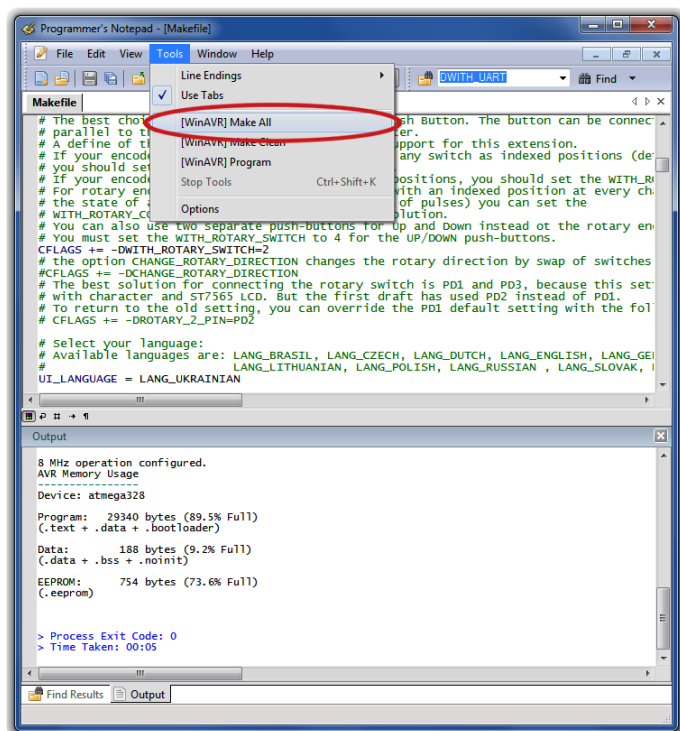 Programmer's Notepad - [Makefile]
File Edit View Tools Window Help
DWITH_UART Find
Line Endings
Use Tabs
[WinAVR] Make All
[WinAVR] Make Clean
[WinAVR] Program
Stop Tools Ctrl+Shift+K
Options
Makefile
# The best choi sh Button. The button can be connec
# parallel to th er.
# A define of th upport for this extension.
# If your encode any switch as indexed positions (de
# you should set
# If your encode positions, you should set the WITH_R
# For rotary en with an indexed position at every ch
# the state of a of pulses) you can set the
# WITH_ROTARY_CO olution.
# You can also use two separate push-buttons for Up and Down instead ot the rotary en
# You must set the WITH_ROTARY_SWITCH to 4 for the UP/DOWN push-buttons.
CFLAGS += -DWITH_ROTARY_SWITCH=2
# the option CHANGE_ROTARY_DIRECTION changes the rotary direction by swap of switches
#CFLAGS += -DCHANGE_ROTARY_DIRECTION
# The best solution for connecting the rotary switch is PD1 and PD3, because this set
# with character and ST7565 LCD. But the first draft has used PD2 instead of PD1.
# To return to the old setting, you can override the PD1 default setting with the fol
# CFLAGS += -DROTARY_2_PIN=PD2
# Select your language:
# Available languages are: LANG_BRASIL, LANG_CZECH, LANG_DUTCH, LANG_ENGLISH, LANG_GE
# LANG_LITHUANIAN, LANG_POLISH, LANG_RUSSIAN , LANG_SLOVAK,
UI_LANGUAGE = LANG_UKRAINIAN
Output
8 MHz operation configured.
AVR Memory Usage
----------------
Device: atmega328
Program: 29340 bytes (89.5% Full)
(.text + .data + .bootloader)
Data: 188 bytes (9.2% Full)
(.data + .bss + .noinit)
EEPROM: 754 bytes (73.6% Full)
(.eeprom)
> Process Exit Code: 0
> Time Taken: 00:05
Find Results Output